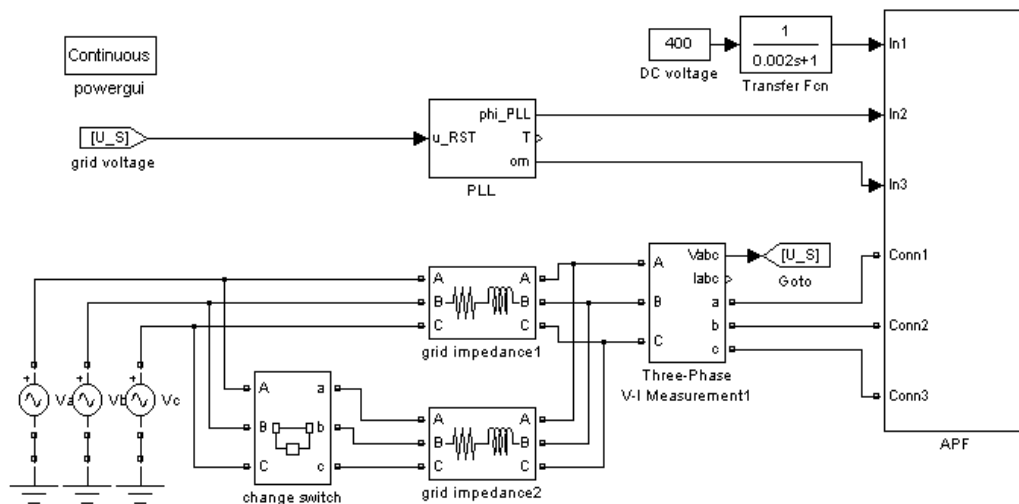 Continuous
powergui
400
DC voltage
1
0.002s+1
Transfer Fcn
In1
[U_S]
grid voltage
u_RST
phi_PLL
T
om
PLL
In2
In3
A
B
C
A
B
C
grid impedance1
A
B
C
Vabc
Iabc
a
b
c
Three-Phase
V-I Measurement1
[U_S]
Goto
Conn1
Conn2
Conn3
APF
+
Va
+
Vb
+
Vc
A
B
C
a
b
c
change switch
A
B
C
A
B
C
grid impedance2